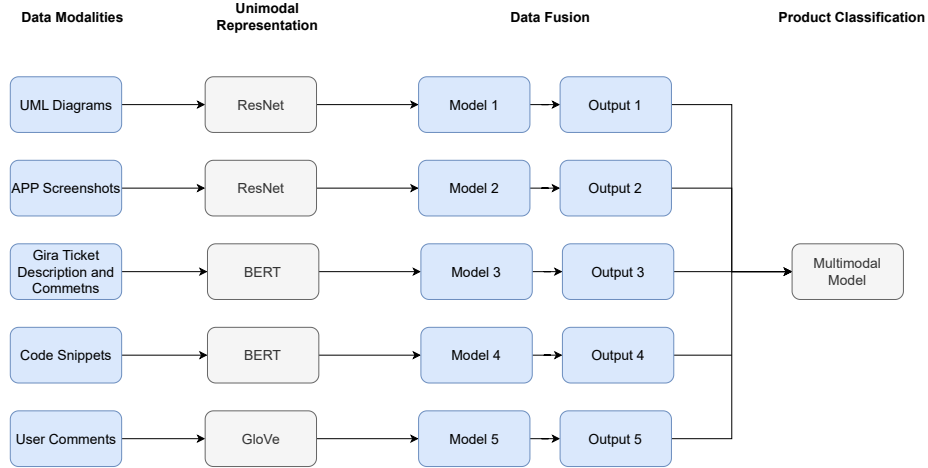 Data Modalities
Unimodal
Representation
Data Fusion
Product Classification
UML Diagrams
ResNet
Model 1
Output 1
APP Screenshots
ResNet
Model 2
Output 2
Gira Ticket
Description and
Commetns
BERT
Model 3
Output 3
Multimodal
Model
Code Snippets
BERT
Model 4
Output 4
User Comments
GloVe
Model 5
Output 5